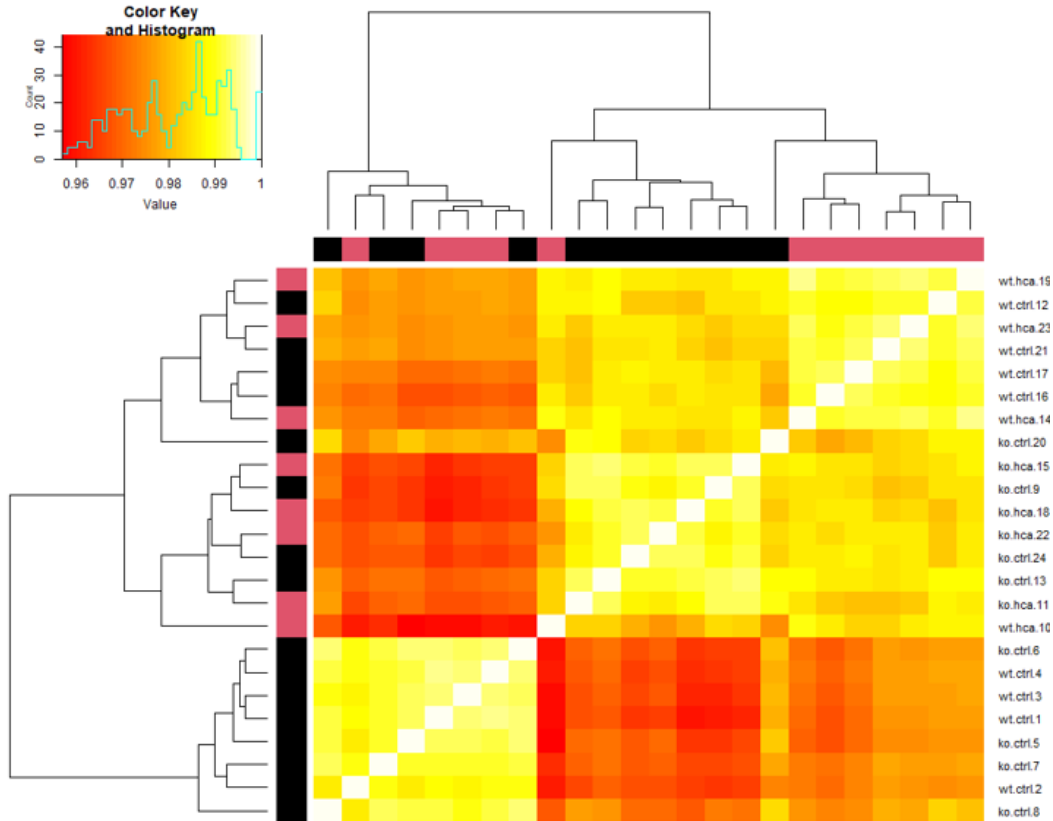 Color Key
and Histogram
Count
0 10 20 30 40
0.96 0.97 0.98 0.99 1
Value
wt.hca.19
wt.ctrl.12
wt.hca.23
wt.ctrl.21
wt.ctrl.17
wt.ctrl.16
wt.hca.14
ko.ctrl.20
ko.hca.15
ko.ctrl.9
ko.hca.18
ko.hca.22
ko.ctrl.24
ko.ctrl.13
ko.hca.11
wt.hca.10
ko.ctrl.6
wt.ctrl.4
wt.ctrl.3
wt.ctrl.1
ko.ctrl.5
ko.ctrl.7
wt.ctrl.2
ko.ctrl.8